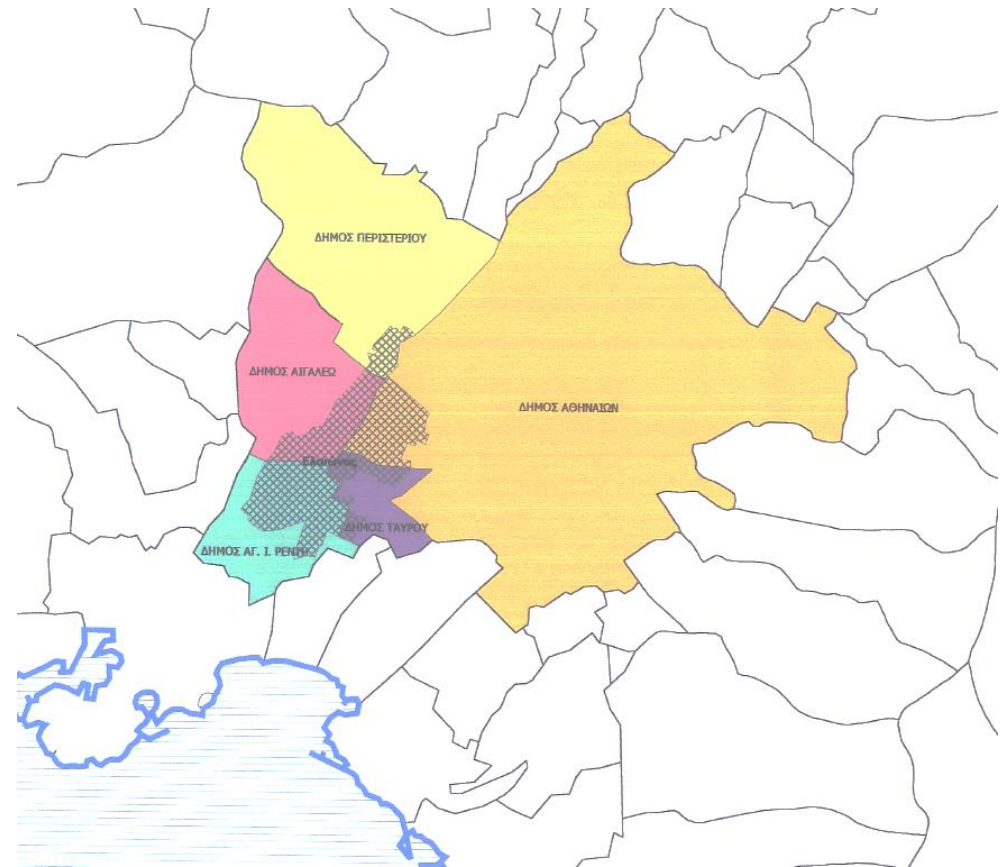 ΔΗΜΟΣ ΠΕΡΙΣΤΕΡΙΟΥ
ΔΗΜΟΣ ΑΙΓΑΛΕΩ
ΔΗΜΟΣ ΑΘΗΝΑΙΩΝ
Ελαιώνας
ΔΗΜΟΣ ΤΑΥΡΟΥ
ΔΗΜΟΣ ΑΓ. Ι. ΡΕΝΤΗ